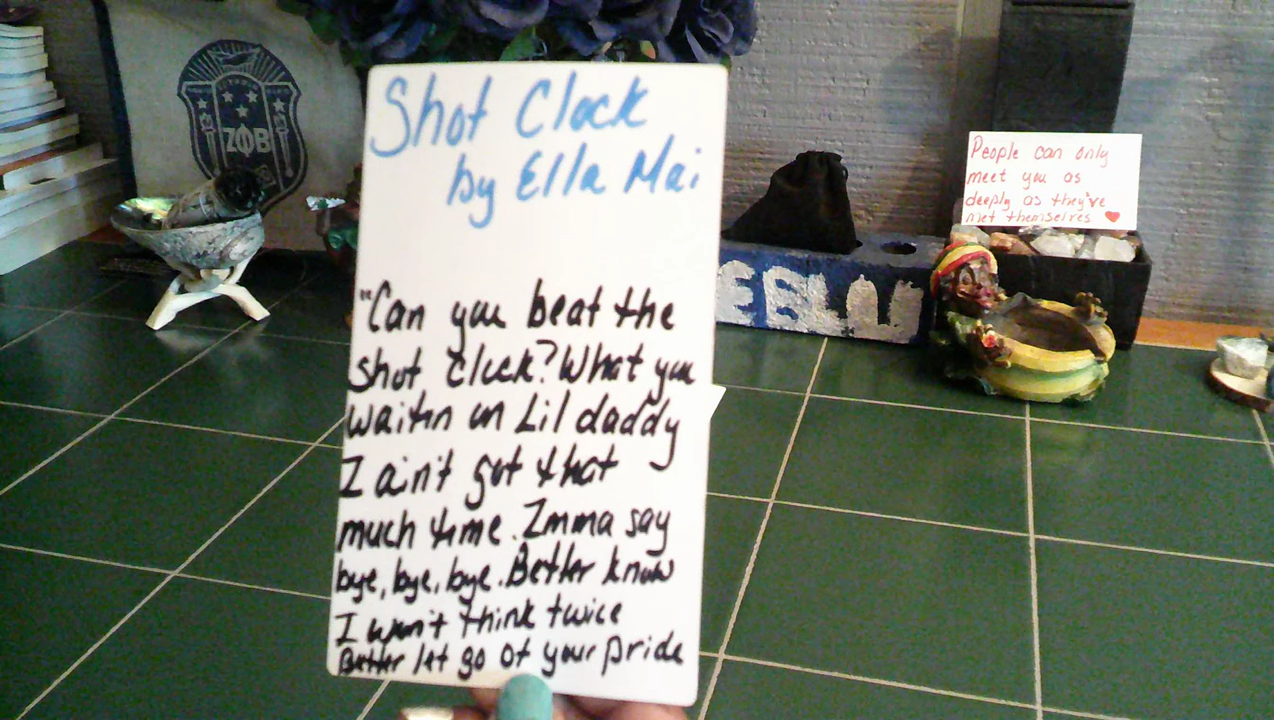 Shot Clock
by Ella Mai
"Can you beat the
shot clock? What you
waitin on Lil daddy
I ain't got that
much time. Imma say
bye, bye, bye. Better know
I won't think twice
Better let go of your pride
ΖΦΒ
People can only
meet you as
deeply as they've
met themselves ♥